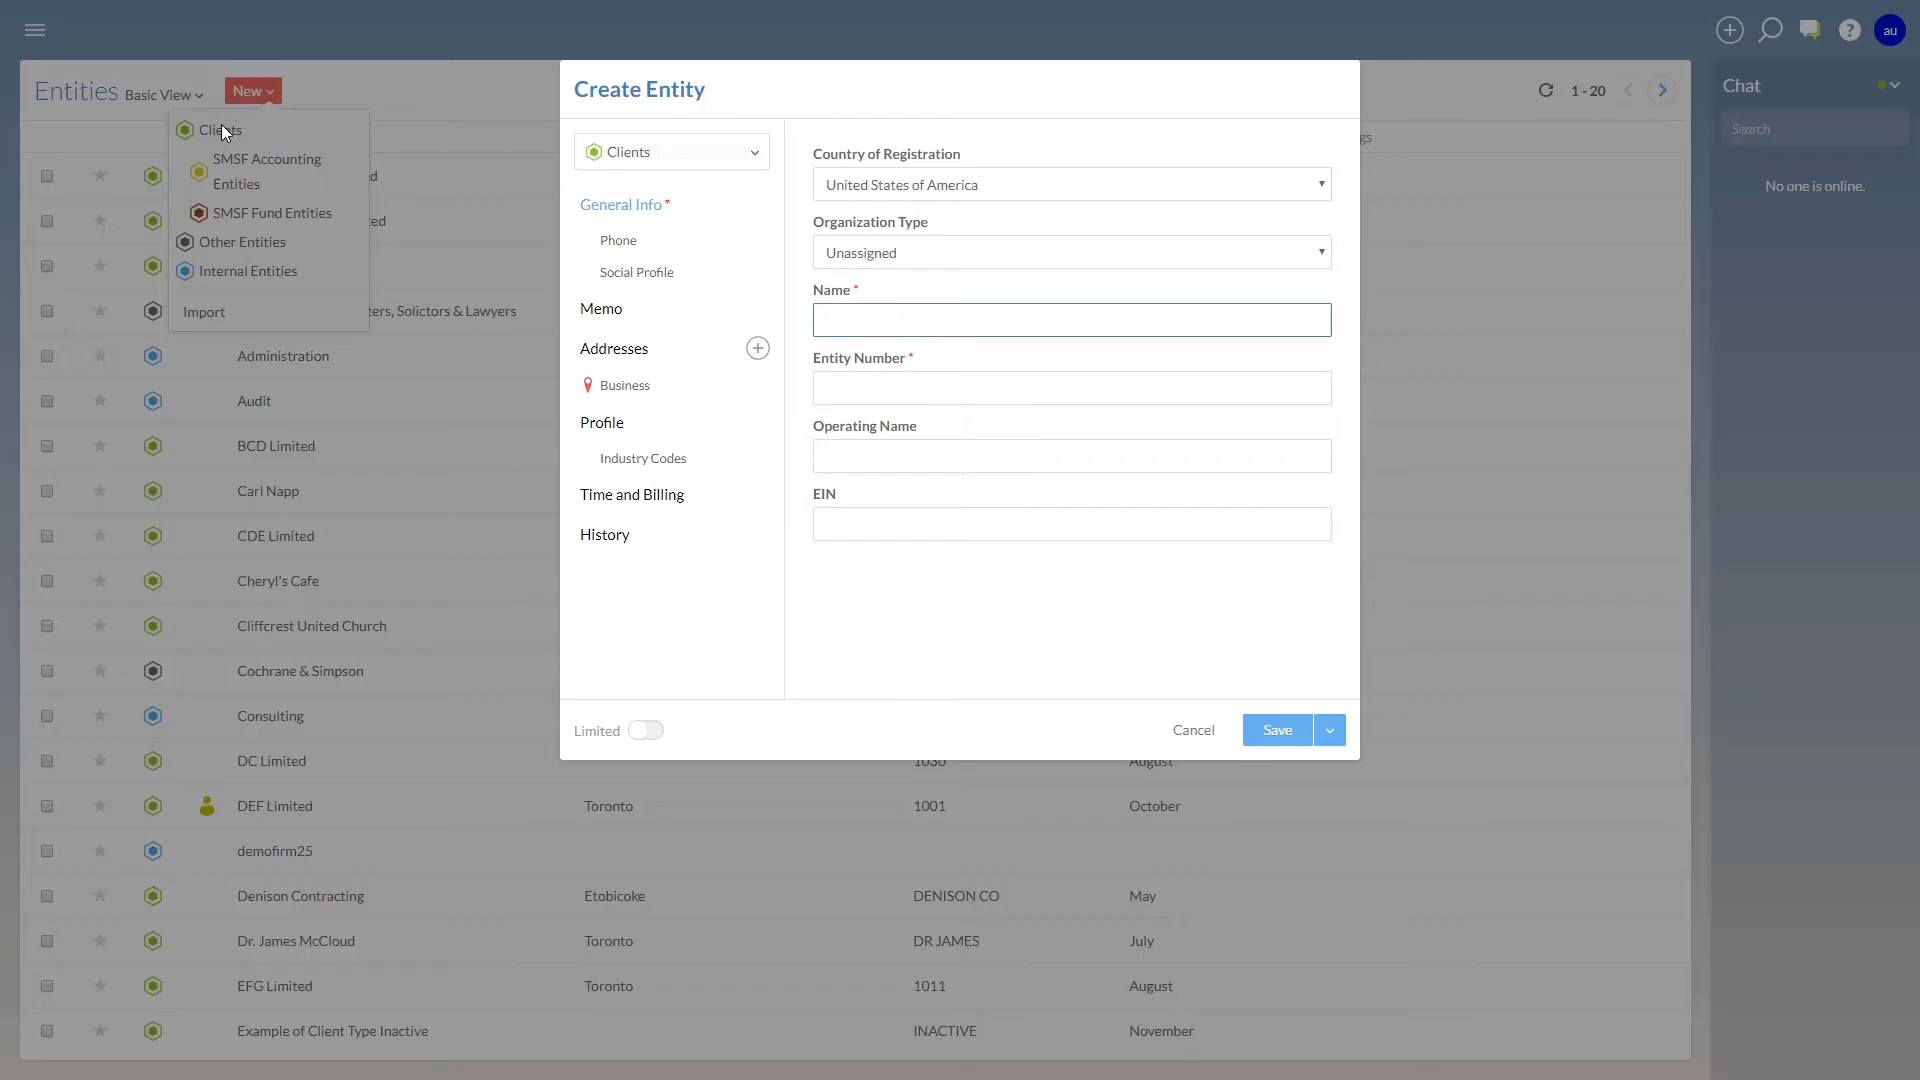 au
Entities Basic View New
1 - 20
Chat
Search
No one is online.
Clients
SMSF Accounting
Entities
SMSF Fund Entities
Other Entities
Internal Entities
Import
gs
d
ed
ters, Solictors & Lawyers
Administration
Audit
BCD Limited
Carl Napp
CDE Limited
Cheryl's Cafe
Cliffcrest United Church
Cochrane & Simpson
Consulting
DC Limited 1030 August
DEF Limited Toronto 1001 October
demofirm25
Denison Contracting Etobicoke DENISON CO May
Dr. James McCloud Toronto DR JAMES July
EFG Limited Toronto 1011 August
Example of Client Type Inactive INACTIVE November
Create Entity
Clients
General Info *
Phone
Social Profile
Memo
Addresses
Business
Profile
Industry Codes
Time and Billing
History
Country of Registration
United States of America
Organization Type
Unassigned
Name *
Entity Number *
Operating Name
EIN
Limited
Cancel
Save